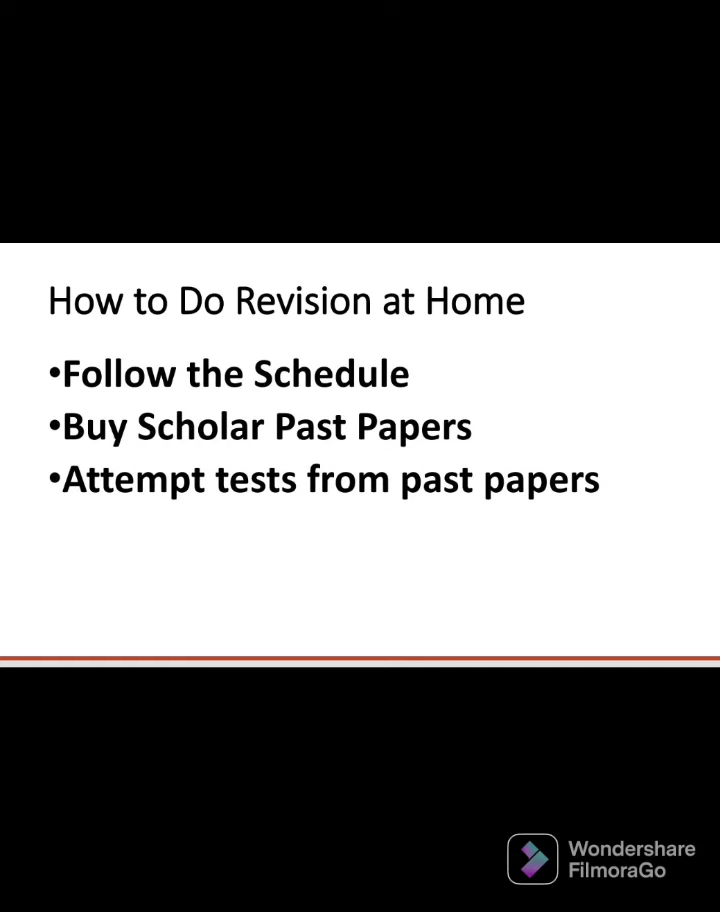 How to Do Revision at Home
•Follow the Schedule
•Buy Scholar Past Papers
•Attempt tests from past papers
Wondershare
FilmoraGo